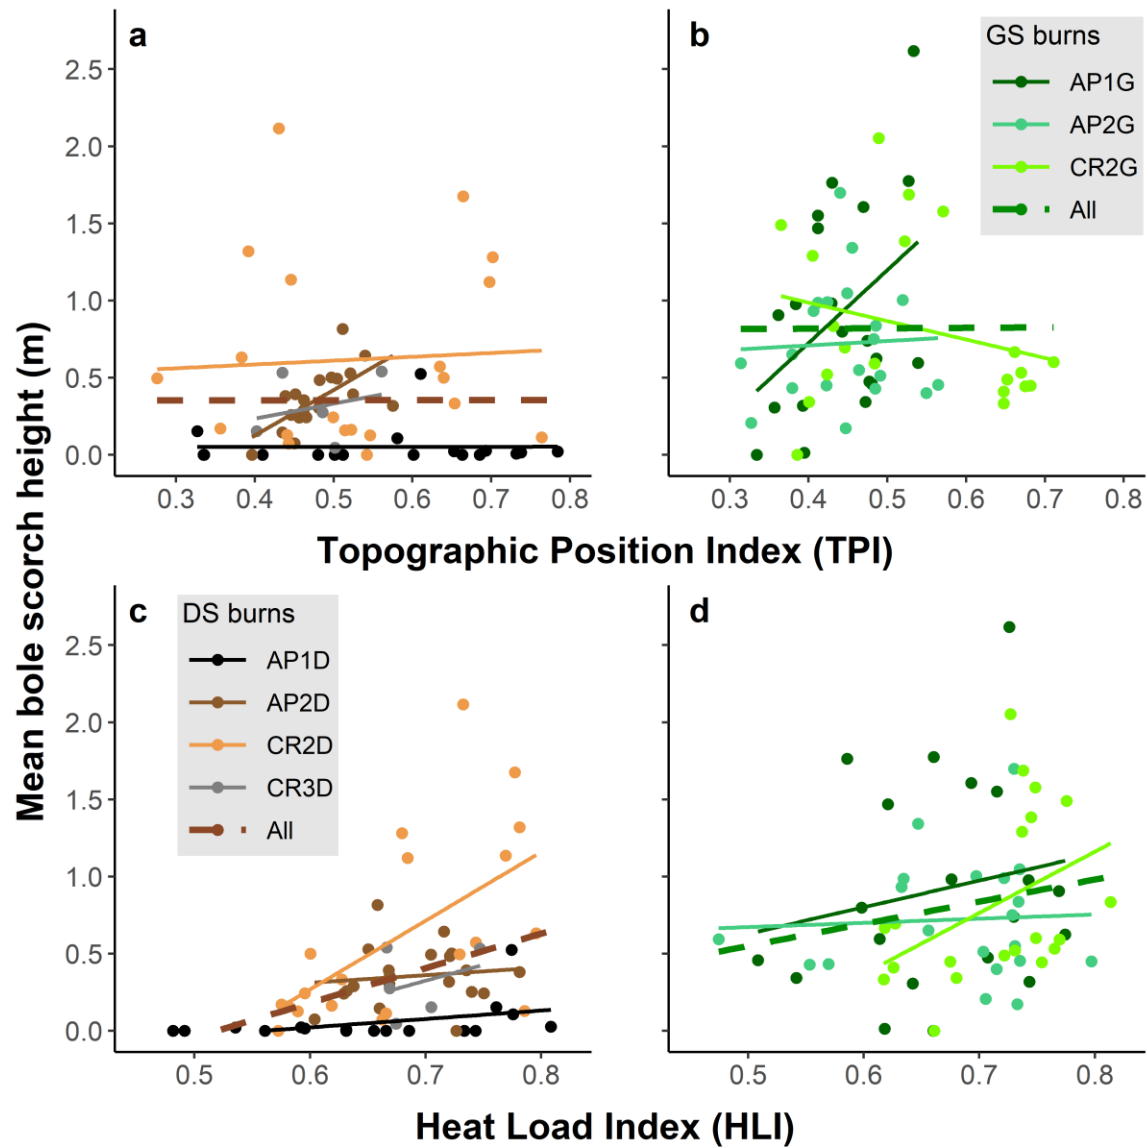 Mean bole scorch height (m)
a
2.5
2.0
1.5
1.0
0.5
0.0
0.3 0.4 0.5 0.6 0.7 0.8
b
GS burns
AP1G
AP2G
CR2G
All
0.3 0.4 0.5 0.6 0.7 0.8
Topographic Position Index (TPI)
c
DS burns
AP1D
AP2D
CR2D
CR3D
All
2.5
2.0
1.5
1.0
0.5
0.0
0.5 0.6 0.7 0.8
d
0.5 0.6 0.7 0.8
Heat Load Index (HLI)